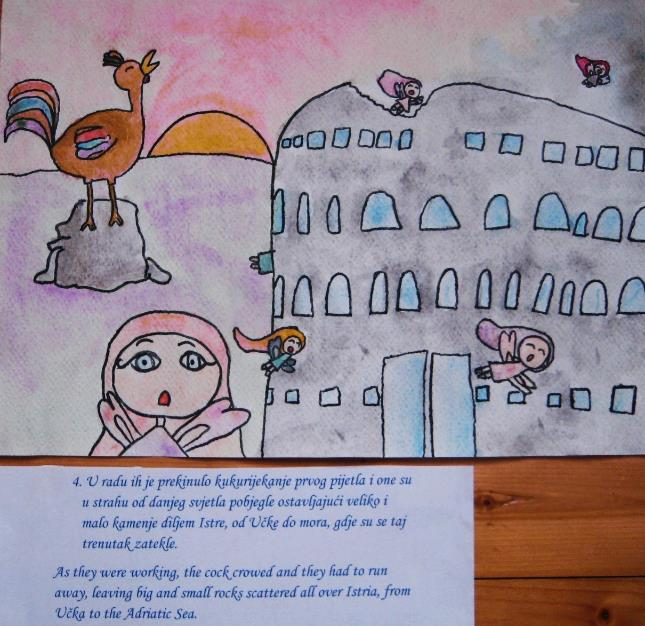 4. U radu ih je prekinulo kukurijekanje prvog pijetla i one su
u strahu od danjeg svjetla pobjegle ostavljajući veliko i
malo kamenje diljem Istre, od Učke do mora, gdje su se taj
trenutak zatekle.
As they were working, the cock crowed and they had to run
away, leaving big and small rocks scattered all over Istria, from
Učka to the Adriatic Sea.